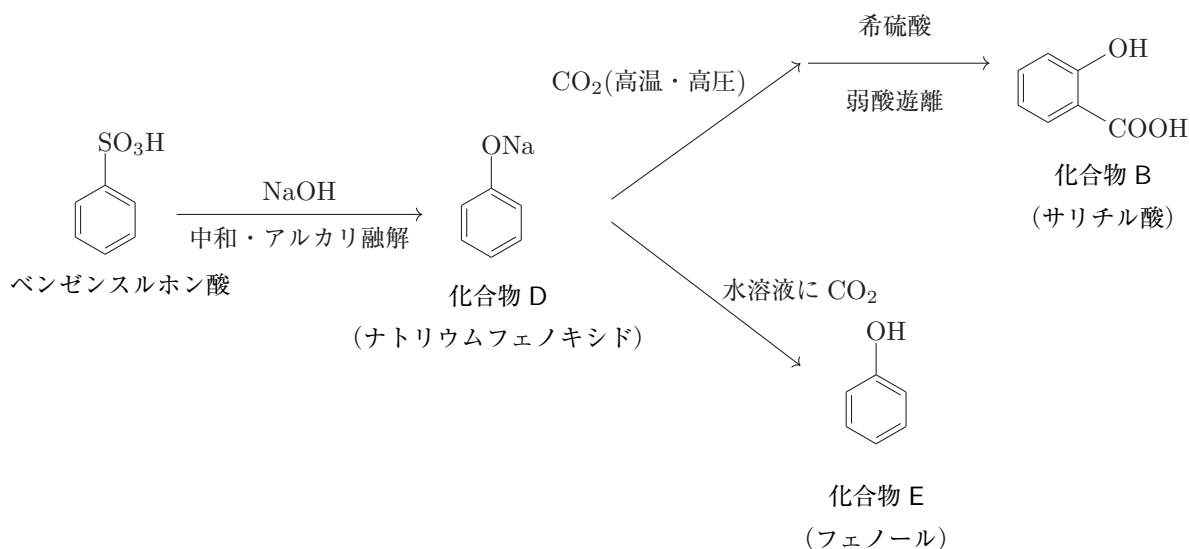 SO₃H
ベンゼンスルホン酸
NaOH
中和・アルカリ融解
ONa
化合物 D
（ナトリウムフェノキシド）
CO₂(高温・高圧)
希硫酸
弱酸遊離
OH
COOH
化合物 B
（サリチル酸）
水溶液に CO₂
OH
化合物 E
（フェノール）